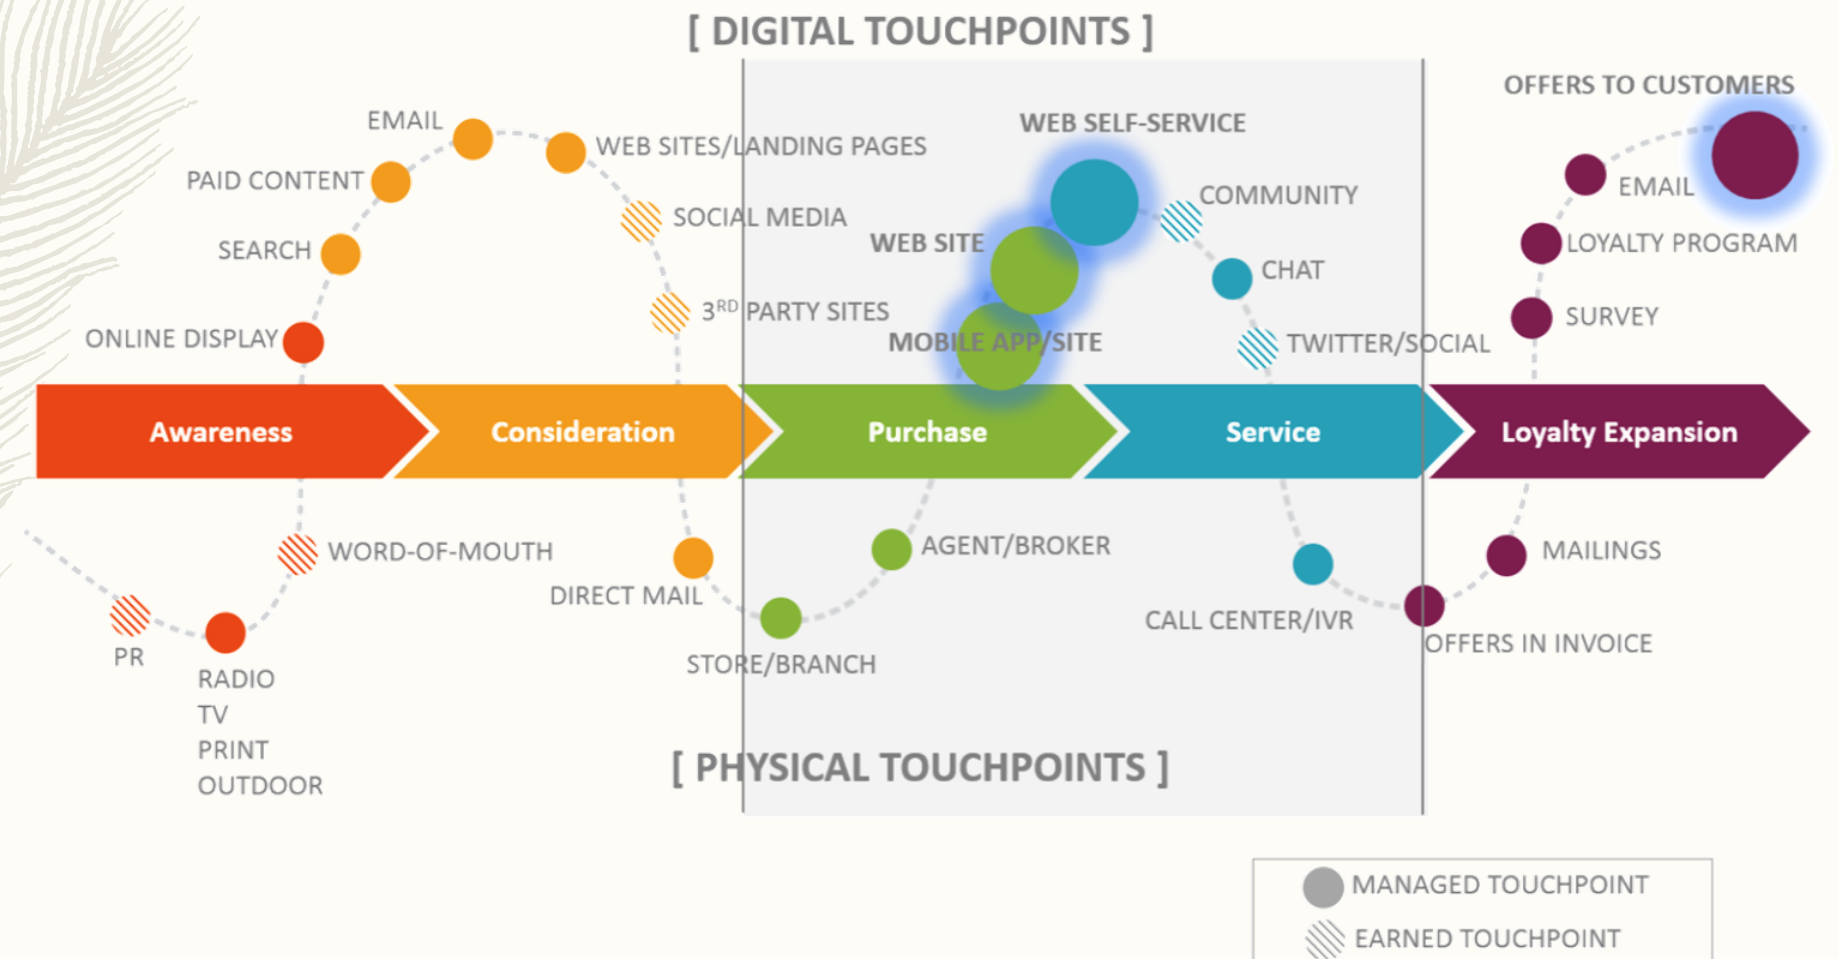 [ DIGITAL TOUCHPOINTS ]
OFFERS TO CUSTOMERS
EMAIL
WEB SELF-SERVICE
WEB SITES/LANDING PAGES
PAID CONTENT
EMAIL
COMMUNITY
SOCIAL MEDIA
WEB SITE
LOYALTY PROGRAM
SEARCH
CHAT
3RD PARTY SITES
SURVEY
ONLINE DISPLAY
MOBILE APP/SITE
TWITTER/SOCIAL
Awareness
Consideration
Purchase
Service
Loyalty Expansion
WORD-OF-MOUTH
AGENT/BROKER
MAILINGS
DIRECT MAIL
CALL CENTER/IVR
OFFERS IN INVOICE
PR
STORE/BRANCH
RADIO
TV
PRINT
OUTDOOR
[ PHYSICAL TOUCHPOINTS ]
MANAGED TOUCHPOINT
EARNED TOUCHPOINT